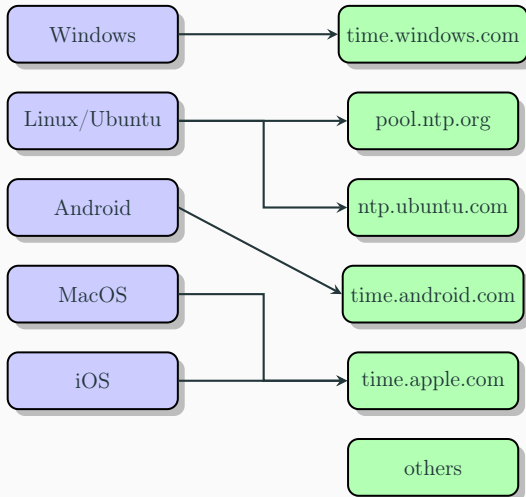 Windows
time.windows.com
Linux/Ubuntu
pool.ntp.org
Android
ntp.ubuntu.com
MacOS
time.android.com
iOS
time.apple.com
others